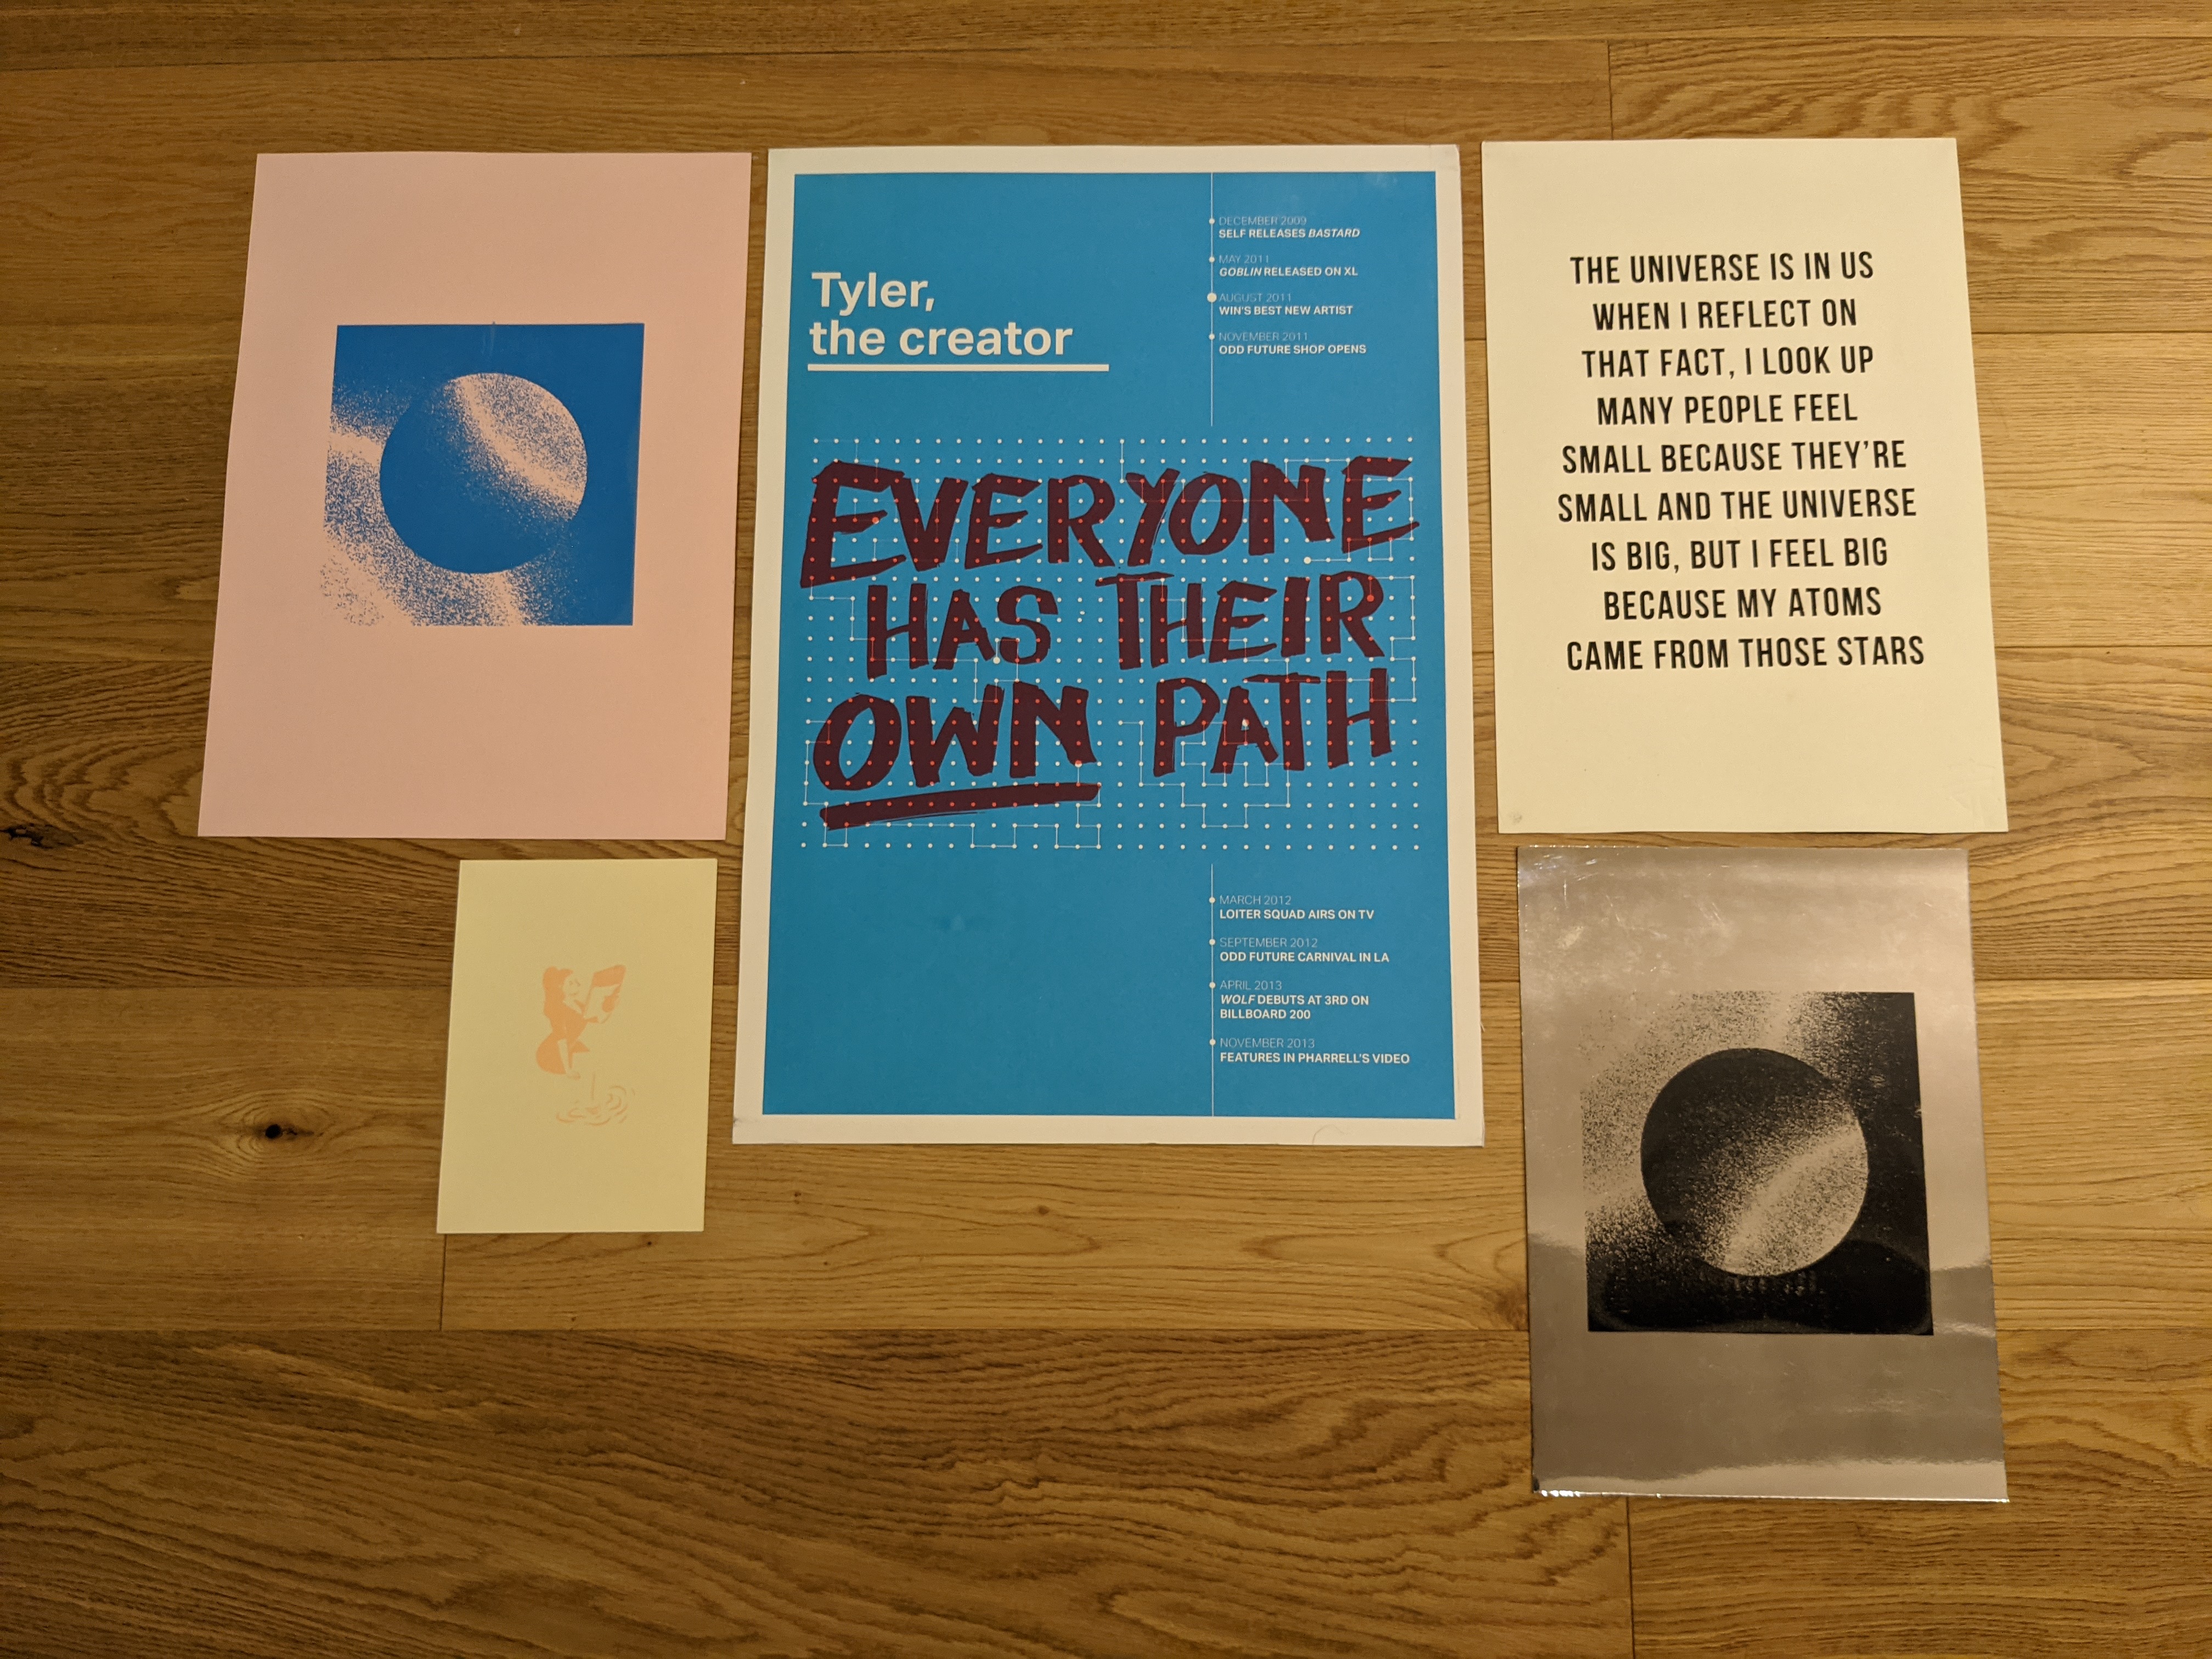 Tyler,
the creator
DECEMBER 2009
SELF RELEASES BASTARD
MAY 2011
GOBLIN RELEASED ON XL
AUGUST 2011
WIN'S BEST NEW ARTIST
NOVEMBER 2011
ODD FUTURE SHOP OPENS
EVERYONE
HAS THEIR
OWN PATH
MARCH 2012
LOITER SQUAD AIRS ON TV
SEPTEMBER 2012
ODD FUTURE CARNIVAL IN LA
APRIL 2013
WOLF DEBUTS AT 3RD ON
BILLBOARD 200
NOVEMBER 2013
FEATURES IN PHARRELL'S VIDEO
THE UNIVERSE IS IN US
WHEN I REFLECT ON
THAT FACT, I LOOK UP
MANY PEOPLE FEEL
SMALL BECAUSE THEY'RE
SMALL AND THE UNIVERSE
IS BIG, BUT I FEEL BIG
BECAUSE MY ATOMS
CAME FROM THOSE STARS